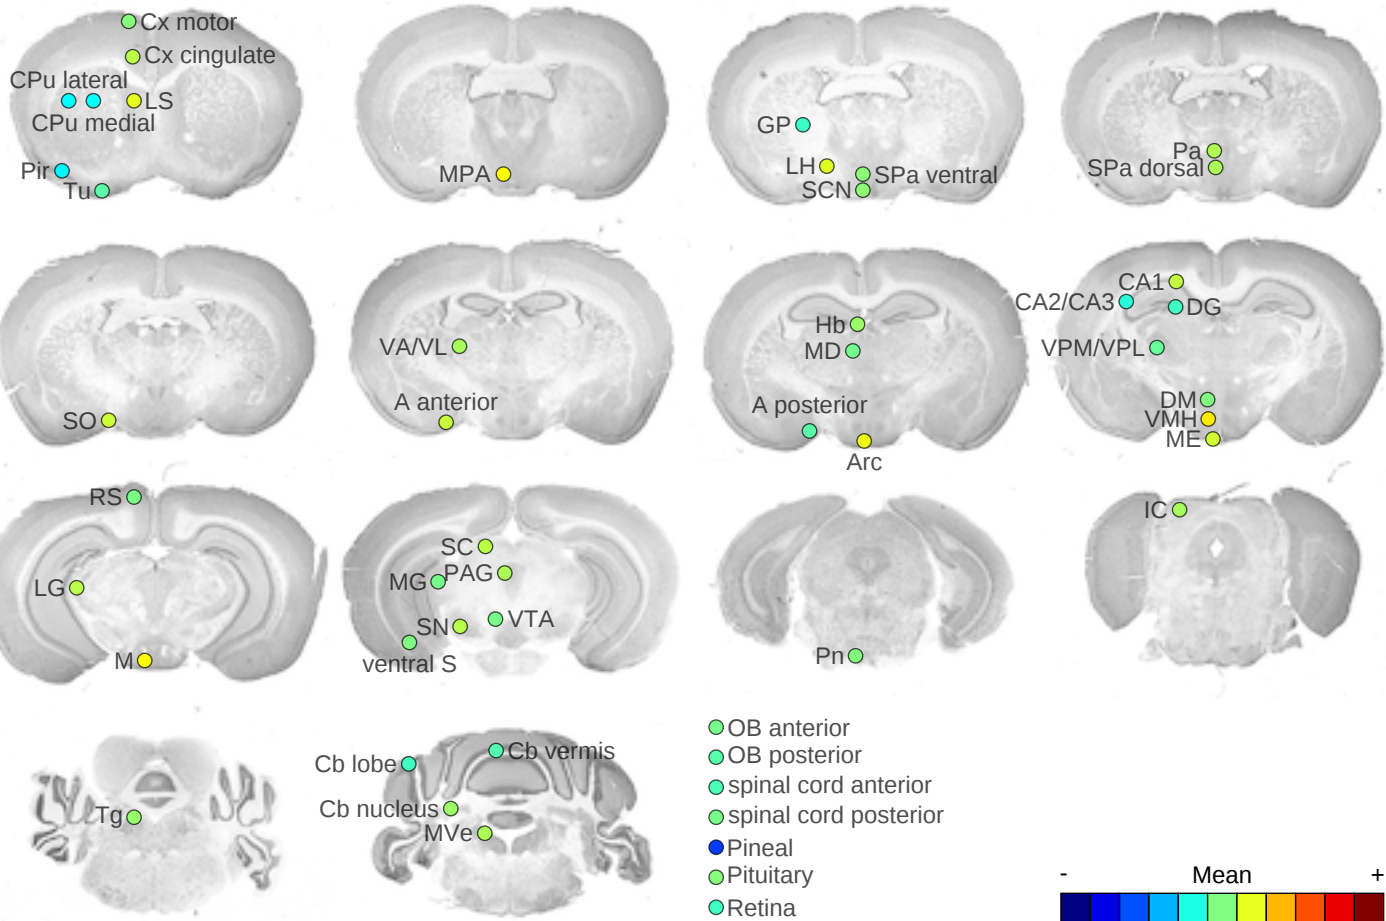 Cx motor
Cx cingulate
CPu lateral
LS
CPu medial
Pir
Tu
MPA
GP
LH
SPa ventral
SCN
Pa
SPa dorsal
SO
VA/VL
A anterior
Hb
MD
A posterior
Arc
CA1
CA2/CA3
DG
VPM/VPL
DM
VMH
ME
RS
LG
M
SC
PAG
MG
VTA
SN
ventral S
Pn
IC
Tg
Cb vermis
Cb lobe
Cb nucleus
MVe
OB anterior
OB posterior
spinal cord anterior
spinal cord posterior
Pineal
Pituitary
Retina
- Mean +